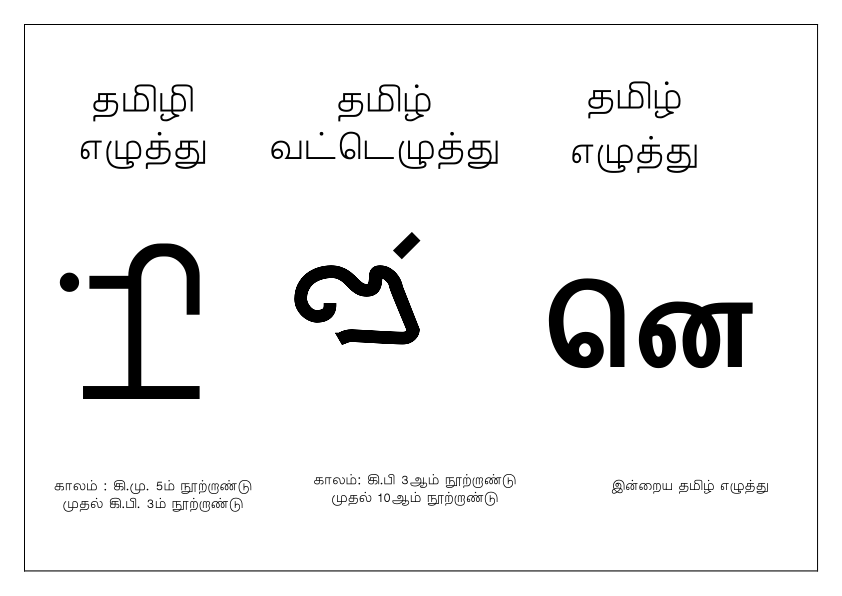 தமிழி
எழுத்து
தமிழ்
வட்டெழுத்து
தமிழ்
எழுத்து
னெ
காலம் : கி.மு. 5ம் நூற்றாண்டு
முதல் கி.பி. 3ம் நூற்றாண்டு
காலம்: கி.பி 3ஆம் நூற்றாண்டு
முதல் 10ஆம் நூற்றாண்டு
இன்றைய தமிழ் எழுத்து